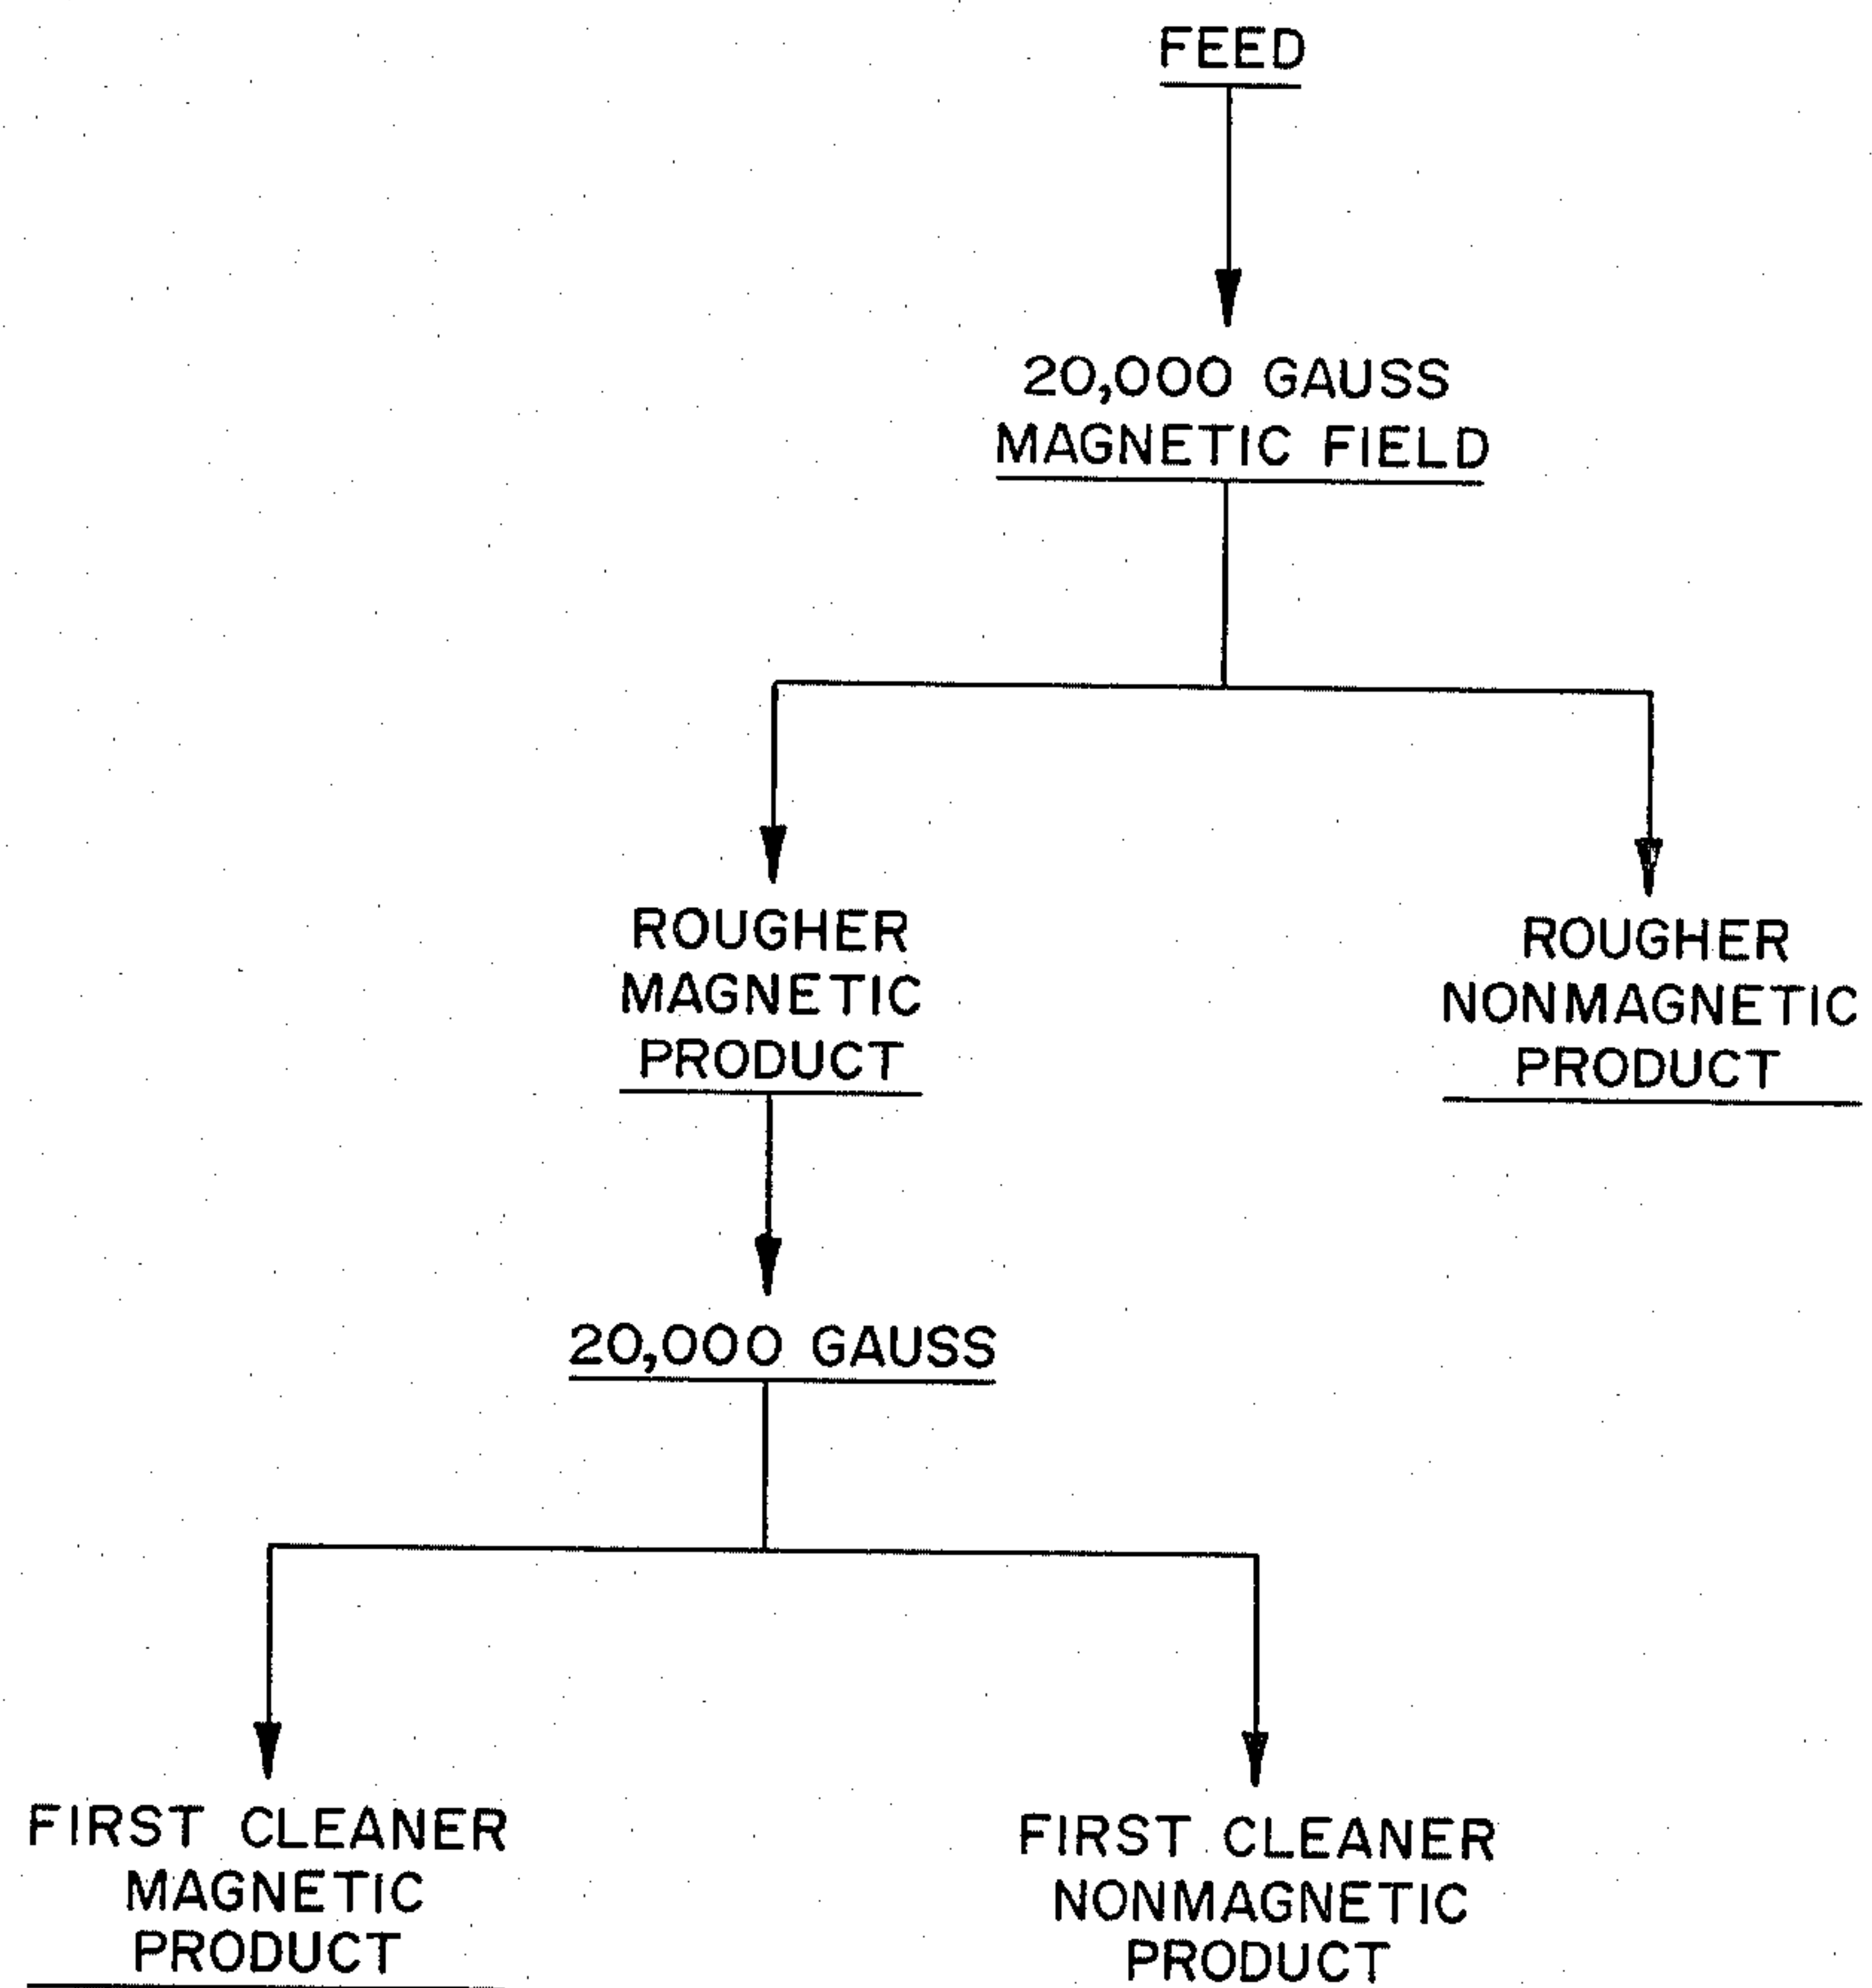 FEED
20,000 GAUSS
MAGNETIC FIELD
ROUGHER
MAGNETIC
PRODUCT
ROUGHER
NONMAGNETIC
PRODUCT
20,000 GAUSS
FIRST CLEANER
MAGNETIC
PRODUCT
FIRST CLEANER
NONMAGNETIC
PRODUCT